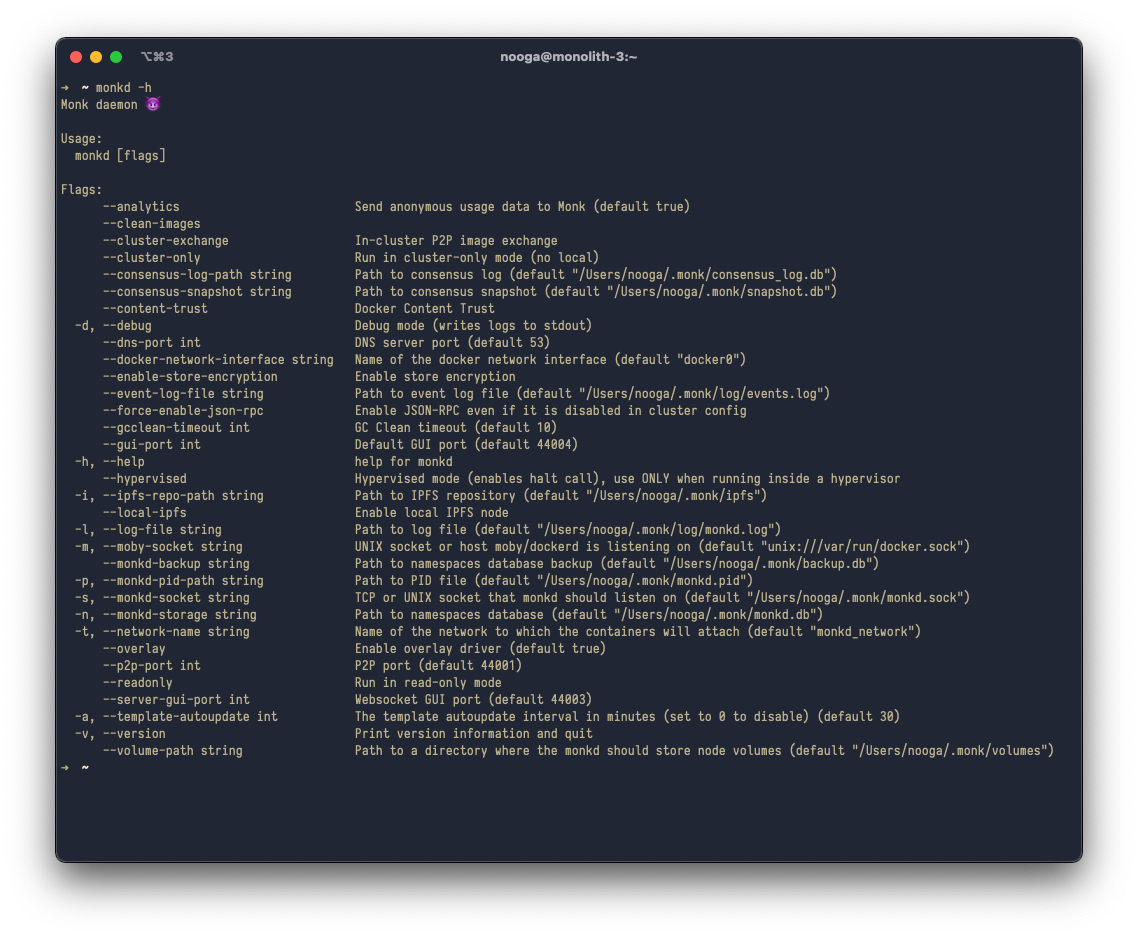 ⌥⌘3
nooga@monolith-3:~
→ ~ monkd -h
Monk daemon 😈
Usage:
  monkd [flags]
Flags:
      --analytics                         Send anonymous usage data to Monk (default true)
      --clean-images
      --cluster-exchange                  In-cluster P2P image exchange
      --cluster-only                      Run in cluster-only mode (no local)
      --consensus-log-path string         Path to consensus log (default "/Users/nooga/.monk/consensus_log.db")
      --consensus-snapshot string         Path to consensus snapshot (default "/Users/nooga/.monk/snapshot.db")
      --content-trust                     Docker Content Trust
  -d, --debug                             Debug mode (writes logs to stdout)
      --dns-port int                      DNS server port (default 53)
      --docker-network-interface string   Name of the docker network interface (default "docker0")
      --enable-store-encryption           Enable store encryption
      --event-log-file string             Path to event log file (default "/Users/nooga/.monk/log/events.log")
      --force-enable-json-rpc             Enable JSON-RPC even if it is disabled in cluster config
      --gcclean-timeout int               GC Clean timeout (default 10)
      --gui-port int                      Default GUI port (default 44004)
  -h, --help                              help for monkd
      --hypervised                        Hypervised mode (enables halt call), use ONLY when running inside a hypervisor
  -i, --ipfs-repo-path string             Path to IPFS repository (default "/Users/nooga/.monk/ipfs")
      --local-ipfs                        Enable local IPFS node
  -l, --log-file string                   Path to log file (default "/Users/nooga/.monk/log/monkd.log")
  -m, --moby-socket string                UNIX socket or host moby/dockerd is listening on (default "unix:///var/run/docker.sock")
      --monkd-backup string               Path to namespaces database backup (default "/Users/nooga/.monk/backup.db")
  -p, --monkd-pid-path string             Path to PID file (default "/Users/nooga/.monk/monkd.pid")
  -s, --monkd-socket string               TCP or UNIX socket that monkd should listen on (default "/Users/nooga/.monk/monkd.sock")
  -n, --monkd-storage string              Path to namespaces database (default "/Users/nooga/.monk/monkd.db")
  -t, --network-name string               Name of the network to which the containers will attach (default "monkd_network")
      --overlay                           Enable overlay driver (default true)
      --p2p-port int                      P2P port (default 44001)
      --readonly                          Run in read-only mode
      --server-gui-port int               Websocket GUI port (default 44003)
  -a, --template-autoupdate int           The template autoupdate interval in minutes (set to 0 to disable) (default 30)
  -v, --version                           Print version information and quit
      --volume-path string                Path to a directory where the monkd should store node volumes (default "/Users/nooga/.monk/volumes")
→ ~